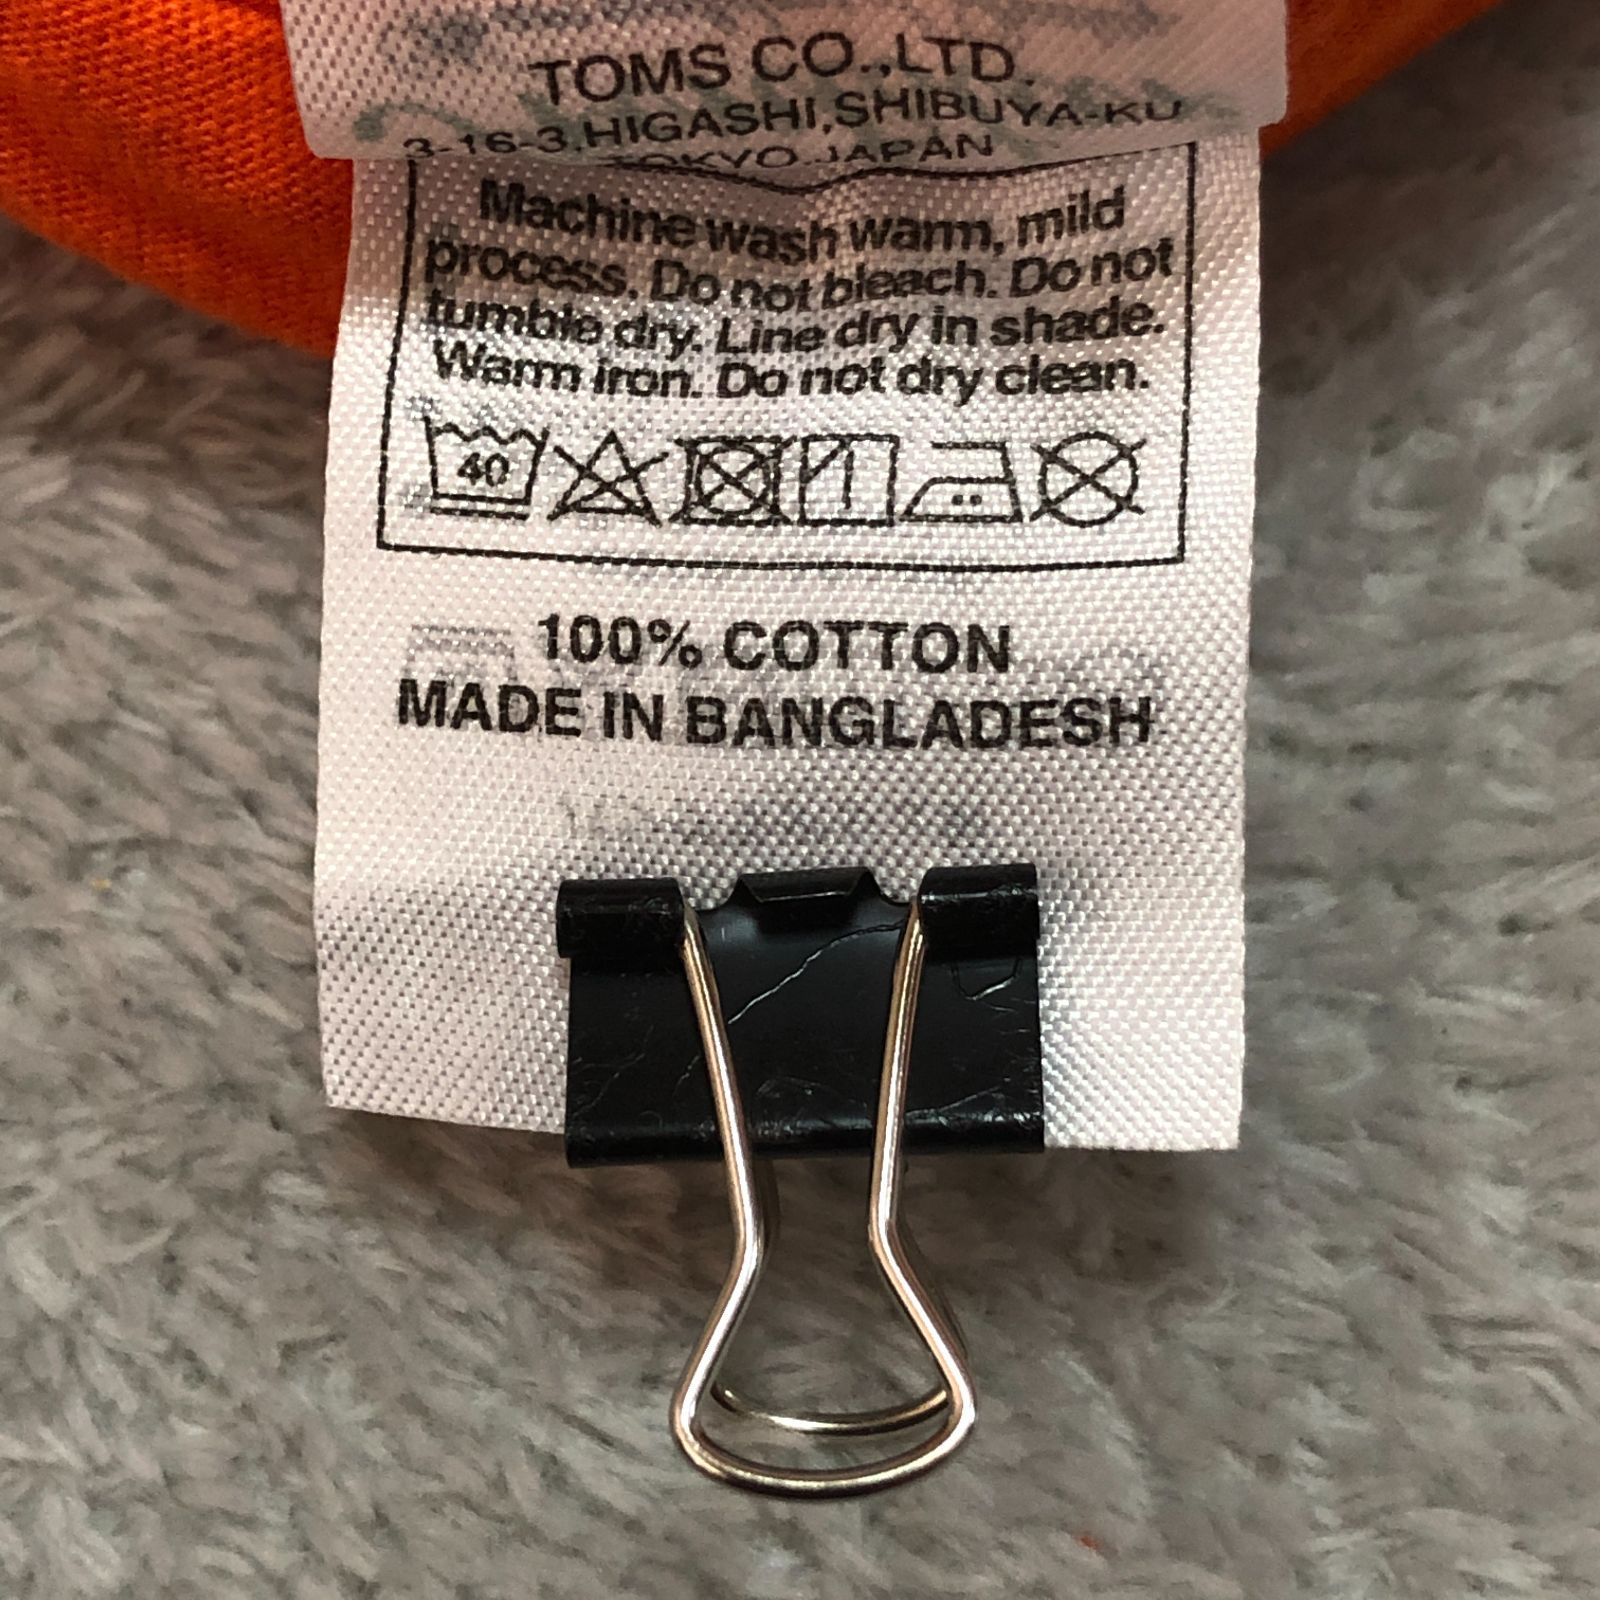 TOMS CO.,LTD.
3-16-3,HIGASHI,SHIBUYA-KU
TOKYO.JAPAN
Machine wash warm, mild
process. Do not bleach. Do not
tumble dry. Line dry in shade.
Warm iron. Do not dry clean.
40
100% COTTON
MADE IN BANGLADESH